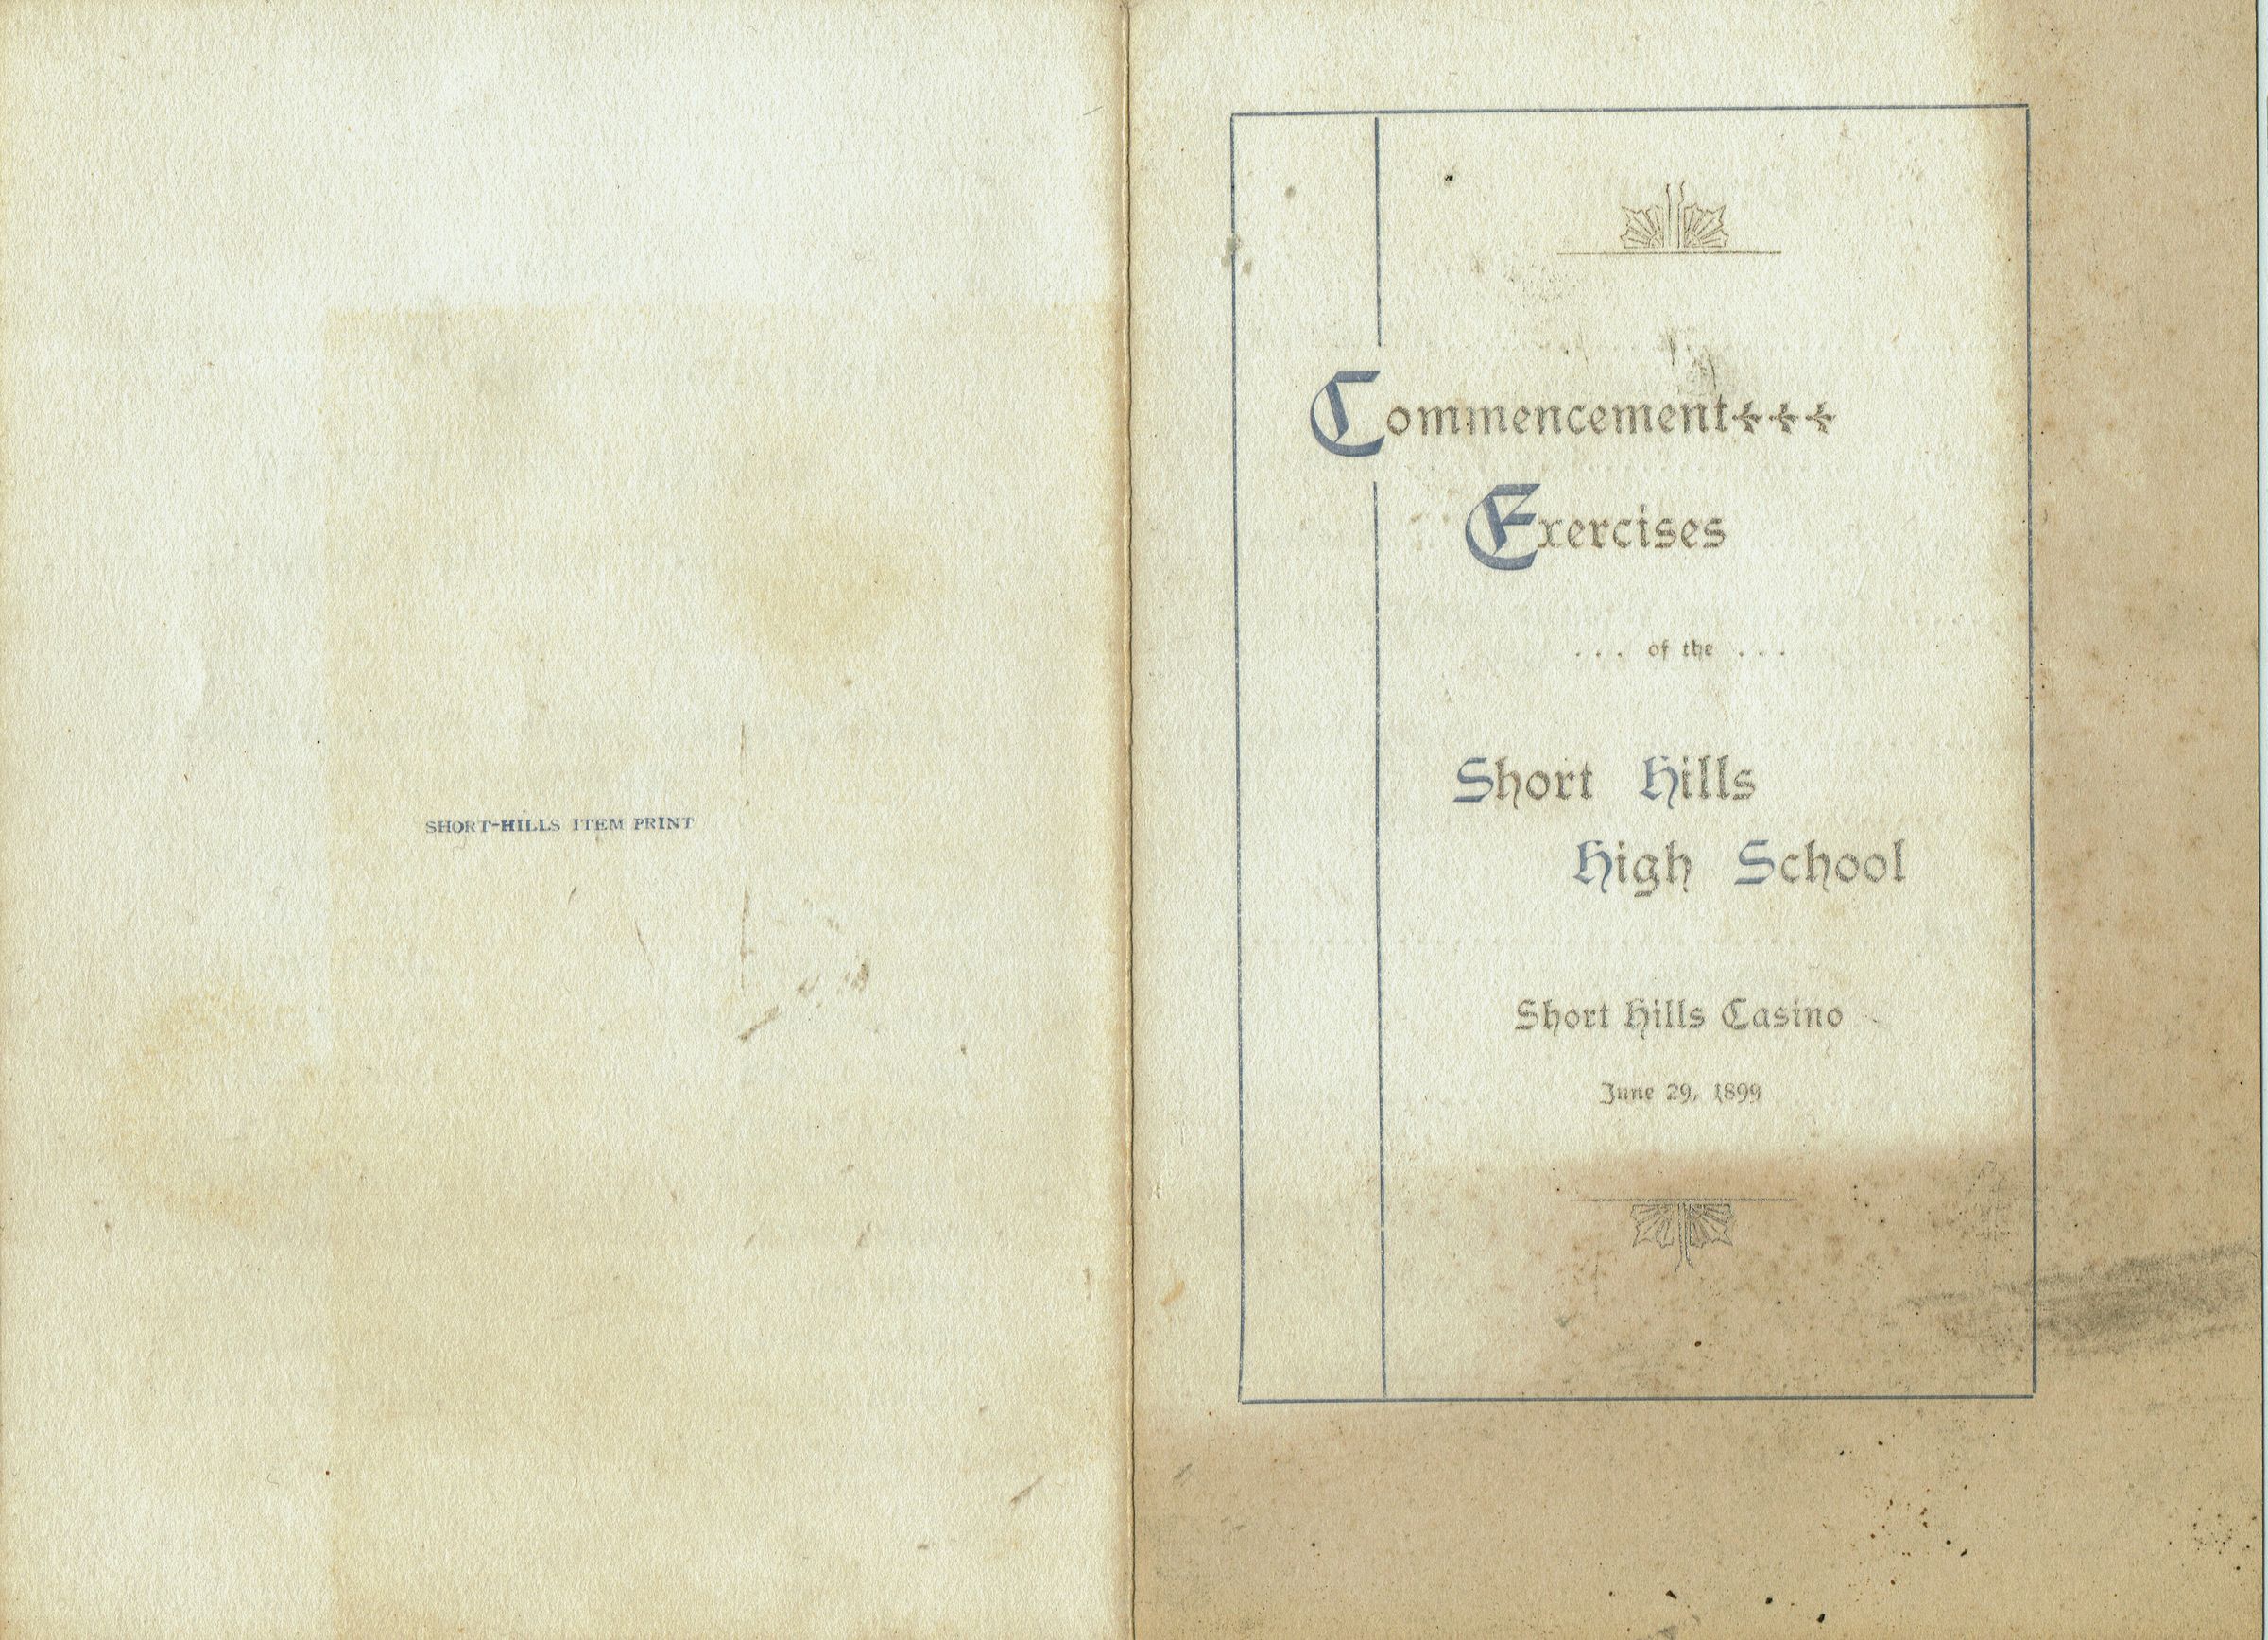 SHORT-HILLS ITEM PRINT
Commencement
Exercises
. . . of the . . .
Short Hills
High School
Short Hills Casino
June 29, 1899